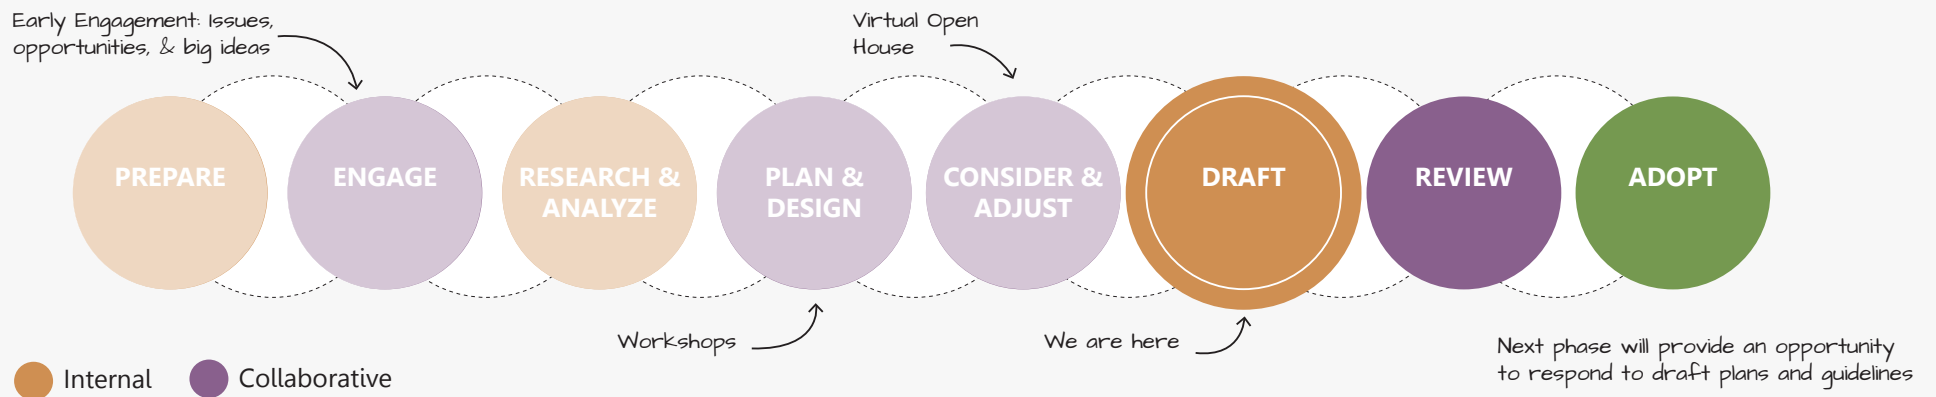 Early Engagement: Issues,
opportunities, & big ideas
Virtual Open
House
PREPARE
ENGAGE
RESEARCH &
ANALYZE
PLAN &
DESIGN
CONSIDER &
ADJUST
DRAFT
REVIEW
ADOPT
Workshops
We are here
Next phase will provide an opportunity
to respond to draft plans and guidelines
Internal
Collaborative